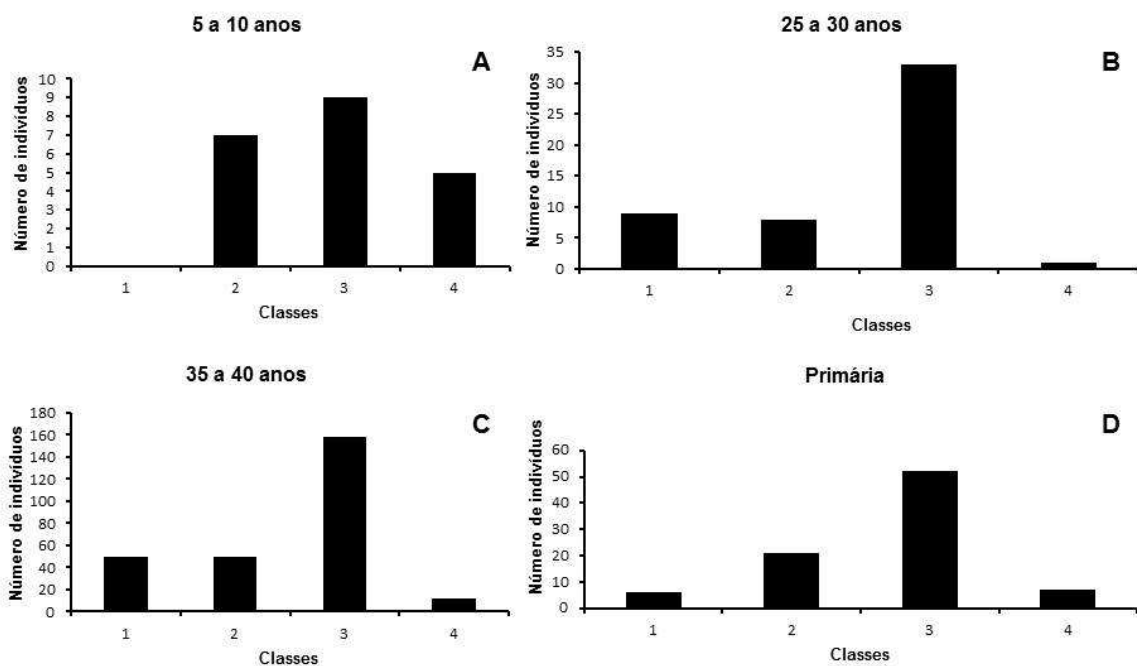 5 a 10 anos
A
Número de indivíduos
10
9
8
7
6
5
4
3
2
1
0
1 2 3 4
Classes
25 a 30 anos
B
Número de indivíduos
35
30
25
20
15
10
5
0
1 2 3 4
Classes
35 a 40 anos
C
Número de indivíduos
180
160
140
120
100
80
60
40
20
0
1 2 3 4
Classes
Primária
D
Número de indivíduos
60
50
40
30
20
10
0
1 2 3 4
Classes